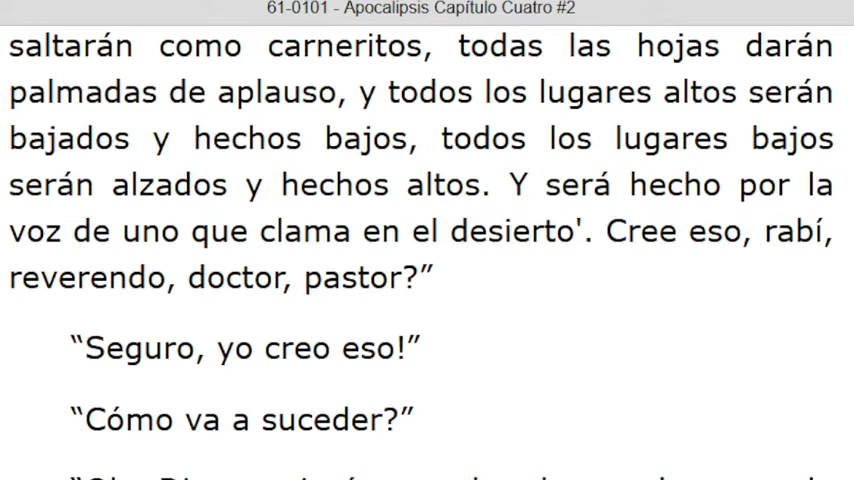 61-0101 - Apocalipsis Capítulo Cuatro #2
saltarán como carneritos, todas las hojas darán
palmadas de aplauso, y todos los lugares altos serán
bajados y hechos bajos, todos los lugares bajos
serán alzados y hechos altos. Y será hecho por la
voz de uno que clama en el desierto'. Cree eso, rabí,
reverendo, doctor, pastor?”
“Seguro, yo creo eso!”
“Cómo va a suceder?”